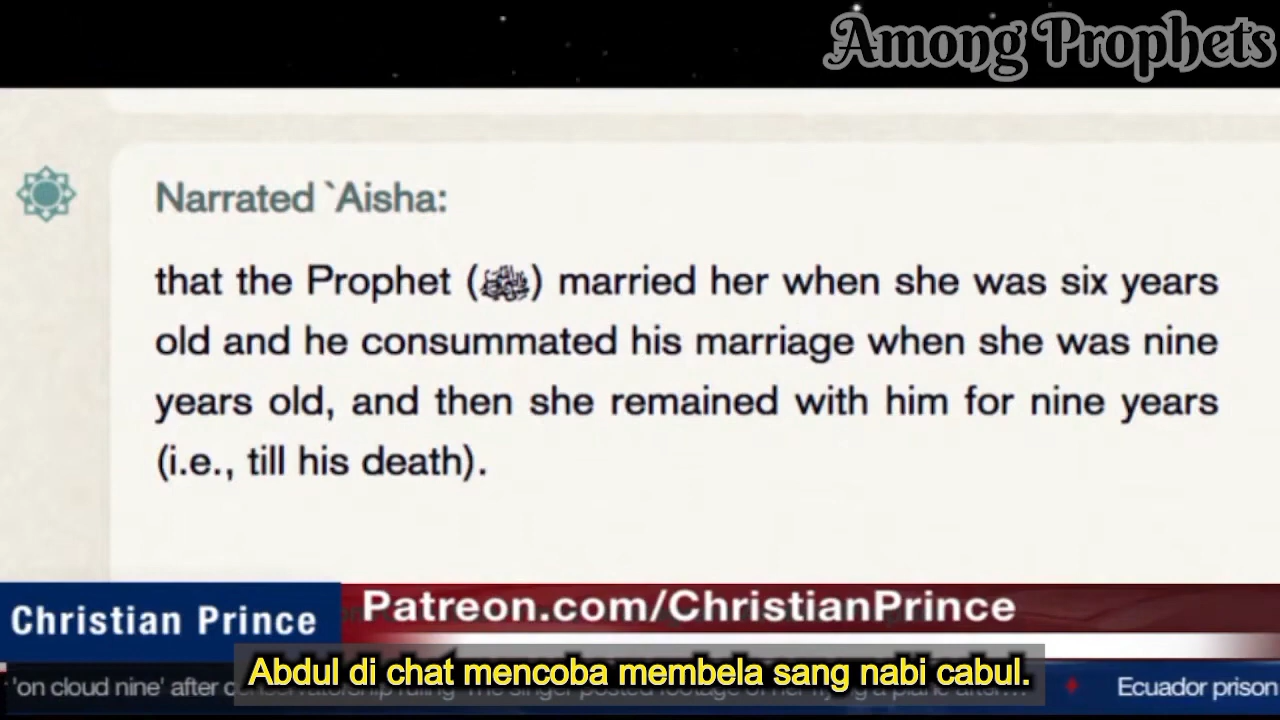 Among Prophets
Narrated `Aisha:
that the Prophet (ﷺ) married her when she was six years
old and he consummated his marriage when she was nine
years old, and then she remained with him for nine years
(i.e., till his death).
Christian Prince
Patreon.com/ChristianPrince
Abdul di chat mencoba membela sang nabi cabul.
'on cloud nine' after
Ecuador prison